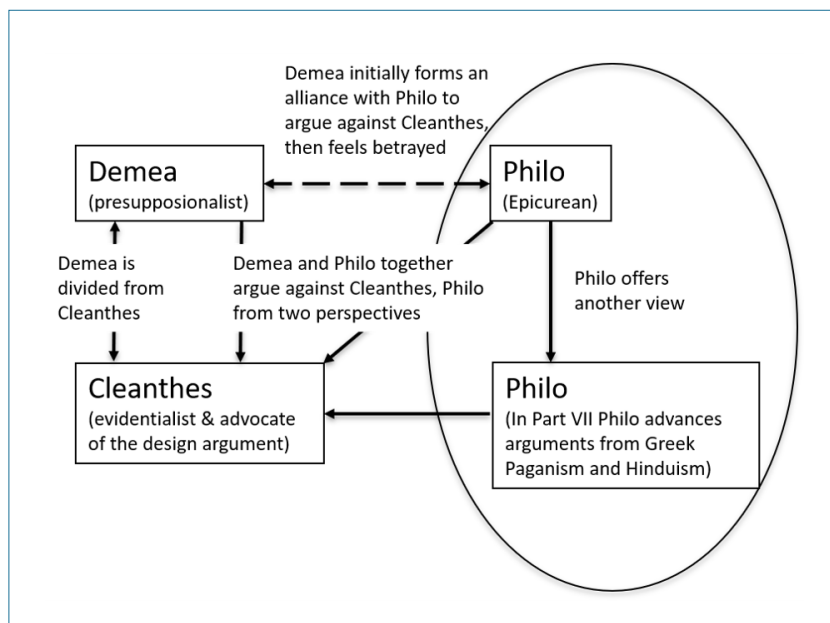 Demea initially forms an
alliance with Philo to
argue against Cleanthes,
then feels betrayed
Demea
(presupposionalist)
Philo
(Epicurean)
Demea is
divided from
Cleanthes
Demea and Philo together
argue against Cleanthes, Philo
from two perspectives
Philo offers
another view
Cleanthes
(evidentialist & advocate
of the design argument)
Philo
(In Part VII Philo advances
arguments from Greek
Paganism and Hinduism)